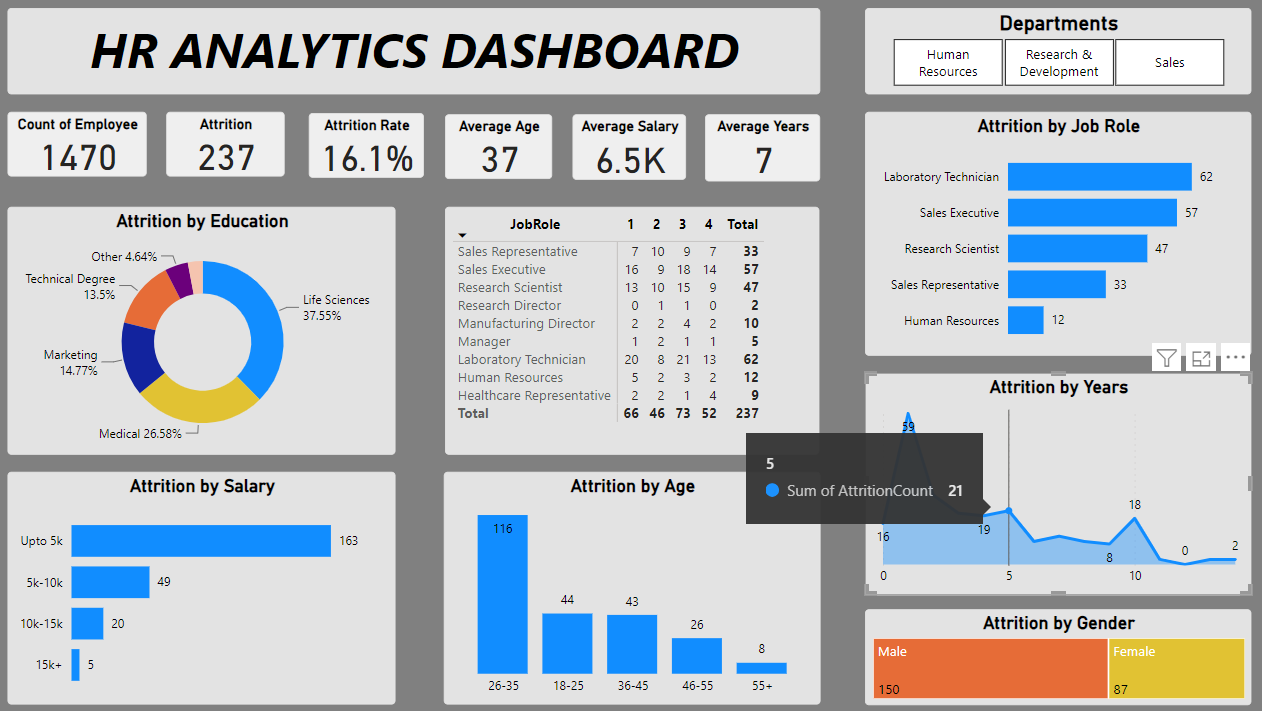 HR ANALYTICS DASHBOARD
Departments
Human
Resources
Research &
Development
Sales
Count of Employee
1470
Attrition
237
Attrition Rate
16.1%
Average Age
37
Average Salary
6.5K
Average Years
7
Attrition by Education
Other 4.64%
Technical Degree
13.5%
Marketing
14.77%
Medical 26.58%
Life Sciences
37.55%
JobRole 1 2 3 4 Total
Sales Representative 7 10 9 7 33
Sales Executive 16 9 18 14 57
Research Scientist 13 10 15 9 47
Research Director 0 1 1 0 2
Manufacturing Director 2 2 4 2 10
Manager 1 2 1 1 5
Laboratory Technician 20 8 21 13 62
Human Resources 5 2 3 2 12
Healthcare Representative 2 2 1 4 9
Total 66 46 73 52 237
Attrition by Job Role
Laboratory Technician 62
Sales Executive 57
Research Scientist 47
Sales Representative 33
Human Resources 12
Attrition by Salary
Upto 5k 163
5k-10k 49
10k-15k 20
15k+ 5
Attrition by Age
116
44
43
26
8
26-35 18-25 36-45 46-55 55+
Attrition by Years
59
5
Sum of AttritionCount 21
16
19
8
18
0
2
0 5 10
Attrition by Gender
Male
150
Female
87